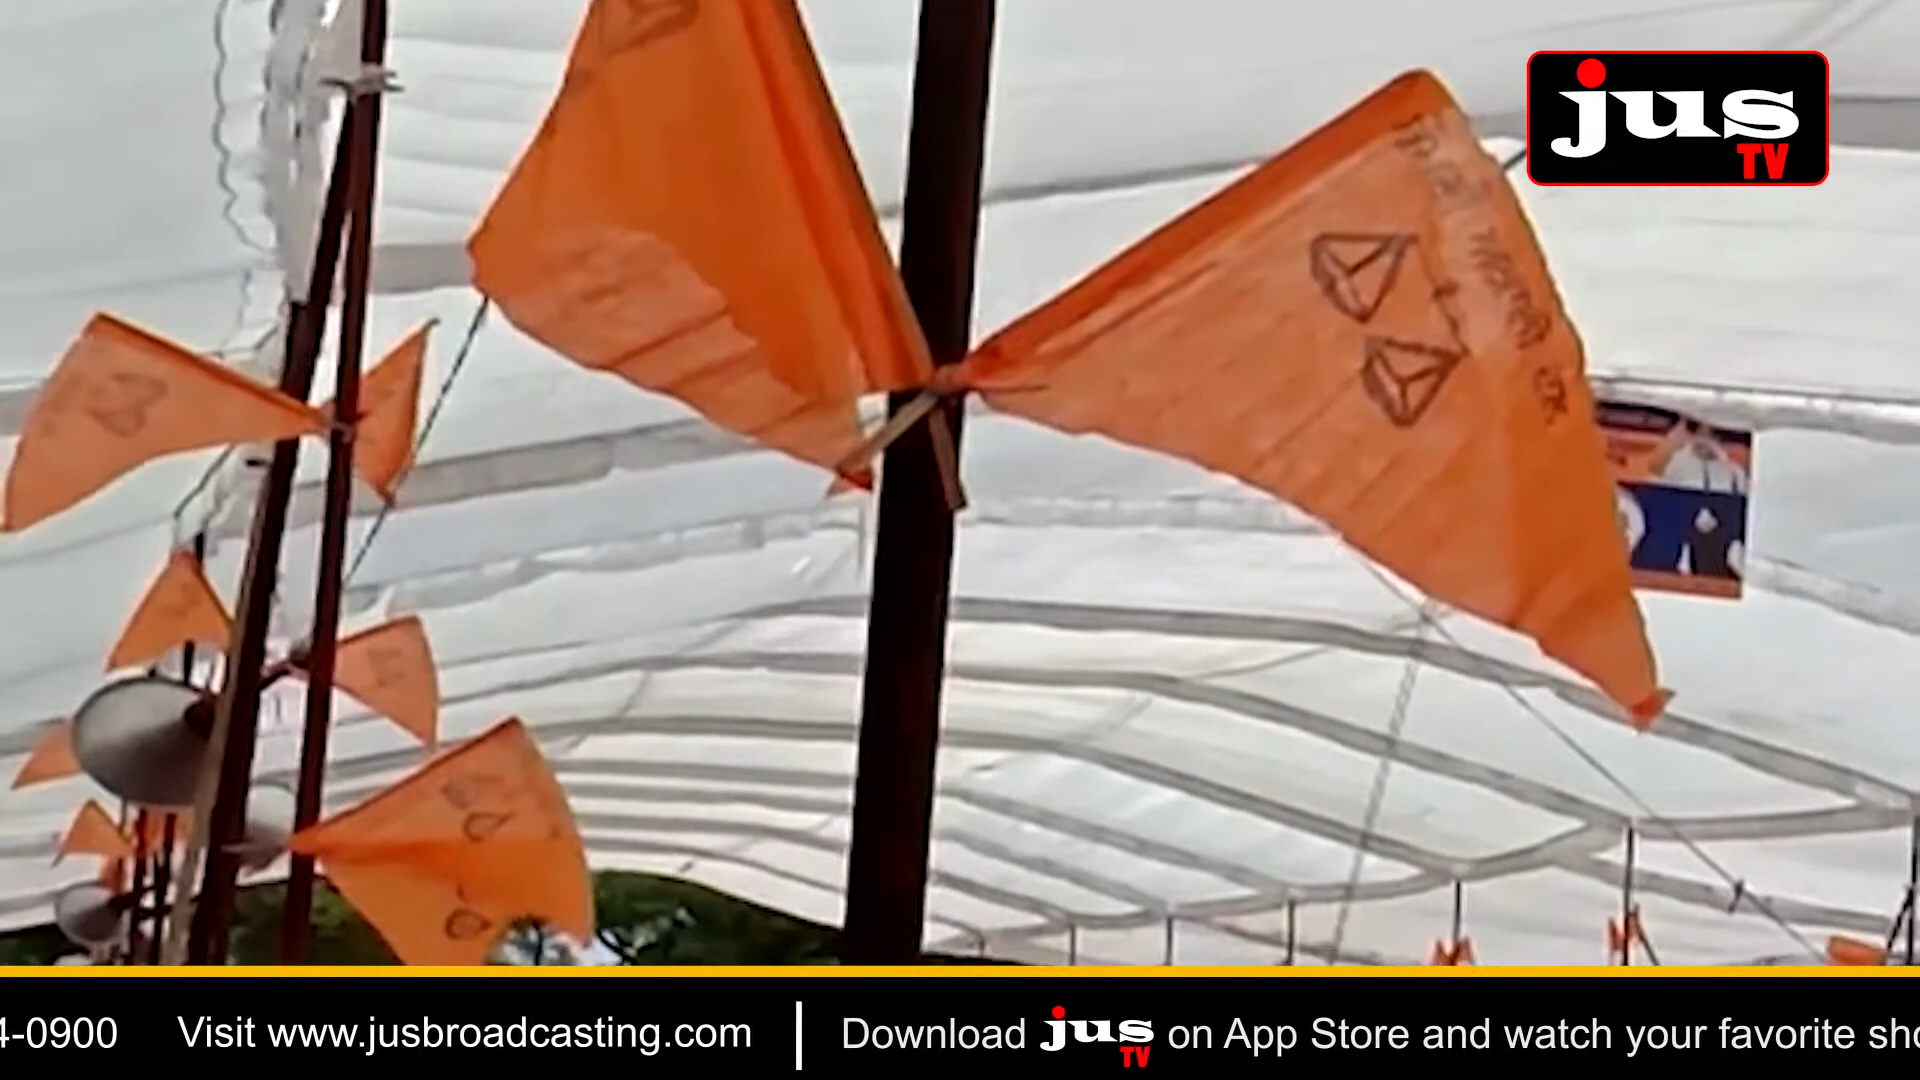 jus
TV
4-0900 Visit www.jusbroadcasting.com | Download jus TV on App Store and watch your favorite sho